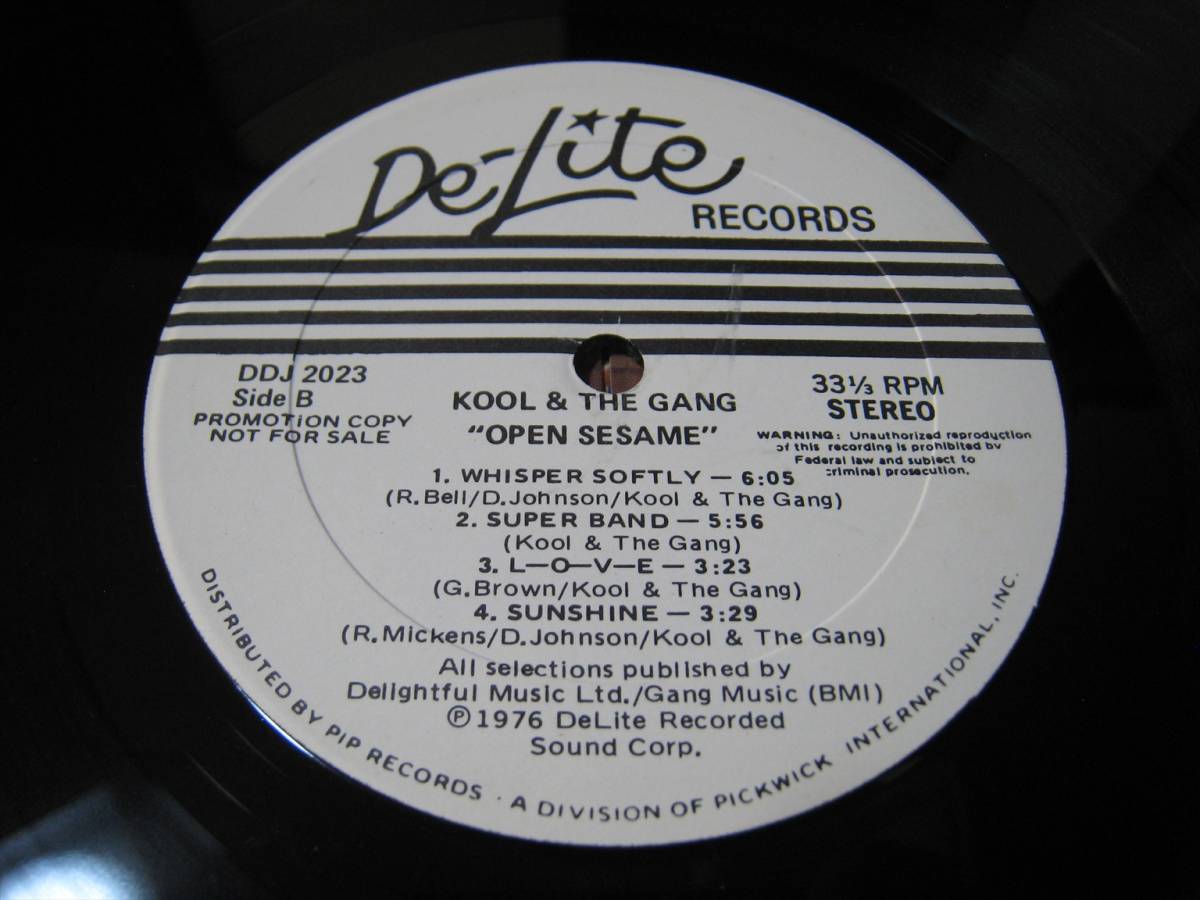 De-Lite
RECORDS
DDJ 2023
Side B
PROMOTION COPY
NOT FOR SALE
33⅓ RPM
STEREO
WARNING: Unauthorized reproduction
of this recording is prohibited by
Federal law and subject to
criminal prosecution.
KOOL & THE GANG
"OPEN SESAME"
1. WHISPER SOFTLY — 6:05
(R.Bell/D.Johnson/Kool & The Gang)
2. SUPER BAND — 5:56
(Kool & The Gang)
3. L—O—V—E — 3:23
(G.Brown/Kool & The Gang)
4. SUNSHINE — 3:29
(R.Mickens/D.Johnson/Kool & The Gang)
All selections published by
Delightful Music Ltd./Gang Music (BMI)
℗ 1976 DeLite Recorded
Sound Corp.
DISTRIBUTED BY PIP RECORDS · A DIVISION OF PICKWICK INTERNATIONAL, INC.